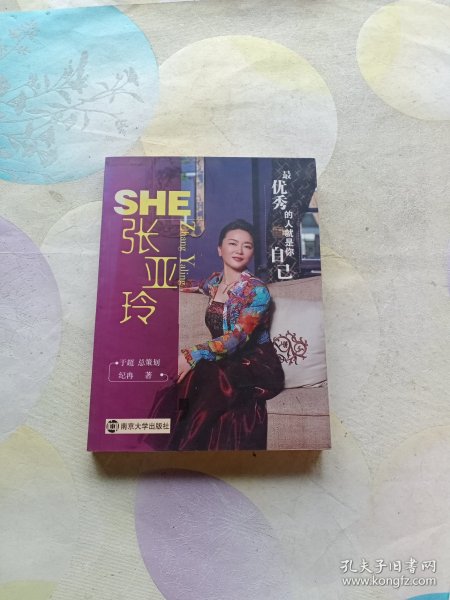 SHE
张亚玲
Zhang Yaling
最优秀的人就是你自己
于超 总策划
纪冉 著
南京大学出版社
孔夫子旧书网
www.kongfz.com